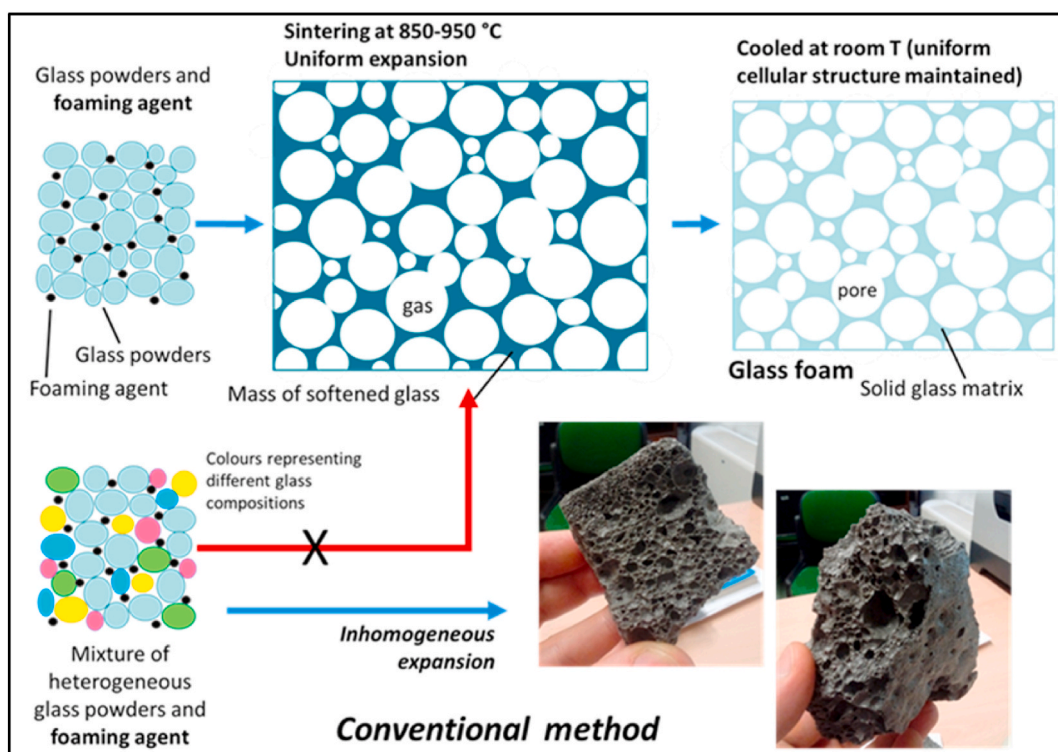 Glass powders and
foaming agent
Sintering at 850-950 °C
Uniform expansion
Cooled at room T (uniform
cellular structure maintained)
gas
pore
Glass powders
Foaming agent
Mass of softened glass
Glass foam
Solid glass matrix
Colours representing
different glass
compositions
X
Inhomogeneous
expansion
Mixture of
heterogeneous
glass powders and
foaming agent
Conventional method